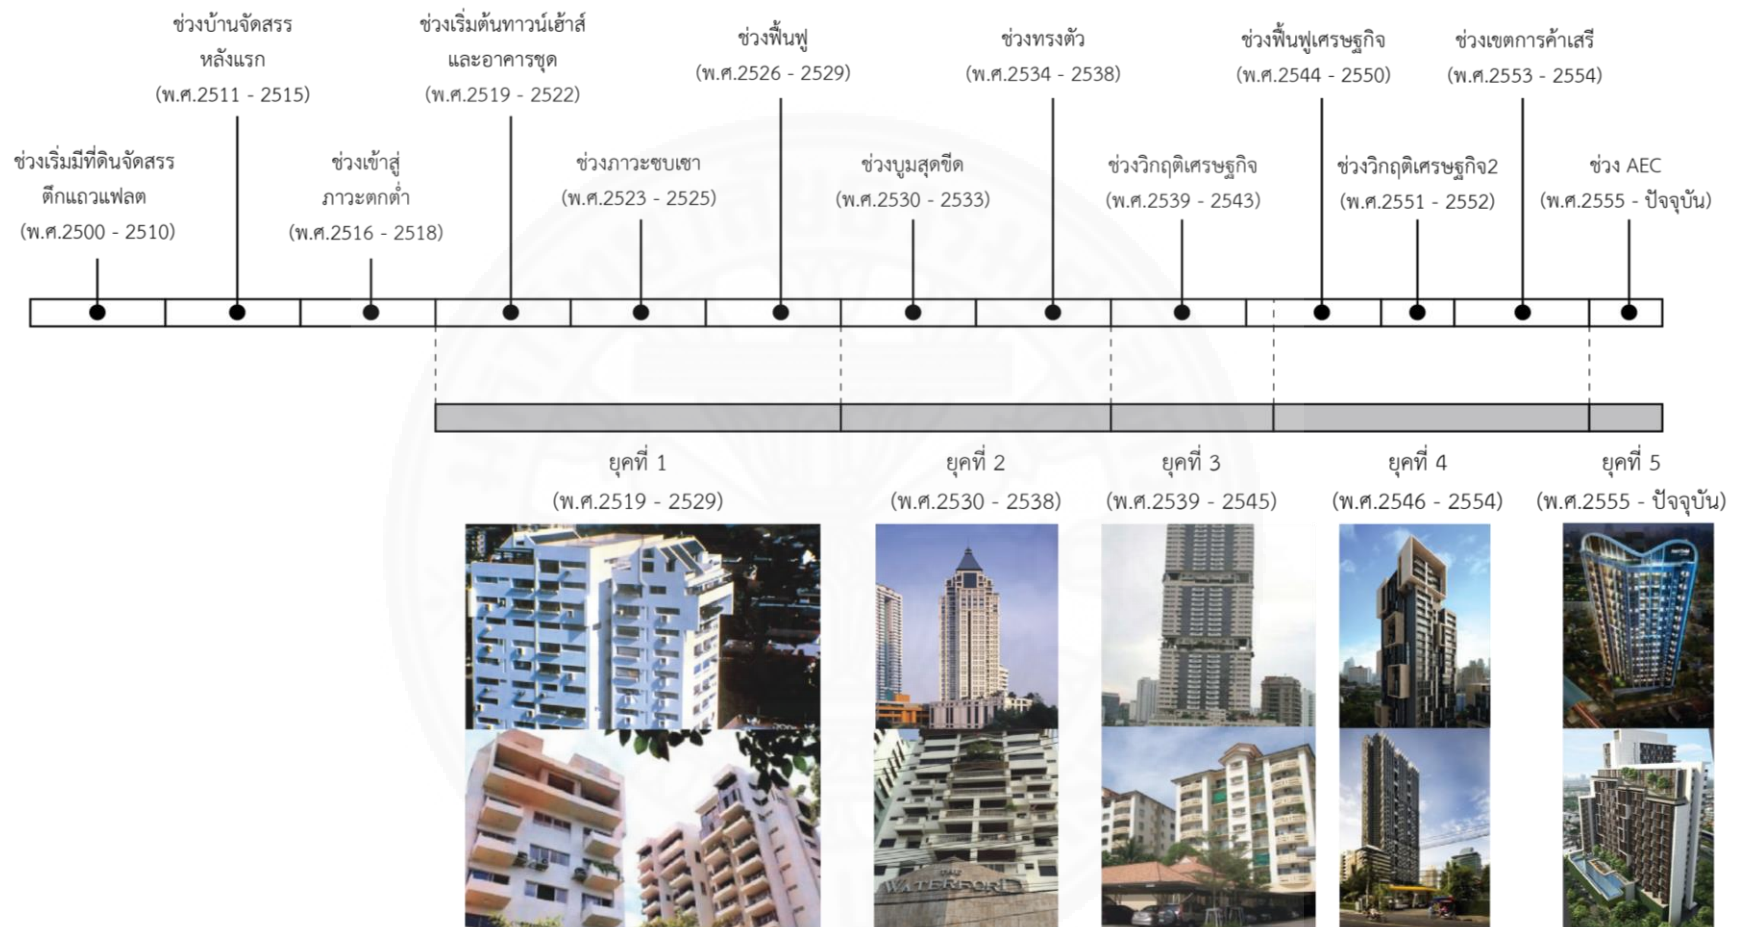 ช่วงบ้านจัดสรร
หลังแรก
(พ.ศ.2511 - 2515)
ช่วงเริ่มต้นทาวน์เฮ้าส์
และอาคารชุด
(พ.ศ.2519 - 2522)
ช่วงฟื้นฟู
(พ.ศ.2526 - 2529)
ช่วงทรงตัว
(พ.ศ.2534 - 2538)
ช่วงฟื้นฟูเศรษฐกิจ
(พ.ศ.2544 - 2550)
ช่วงเขตการค้าเสรี
(พ.ศ.2553 - 2554)
ช่วงเริ่มมีที่ดินจัดสรร
ตึกแถวแฟลต
(พ.ศ.2500 - 2510)
ช่วงเข้าสู่
ภาวะตกต่ำ
(พ.ศ.2516 - 2518)
ช่วงภาวะซบเซา
(พ.ศ.2523 - 2525)
ช่วงบูมสุดขีด
(พ.ศ.2530 - 2533)
ช่วงวิกฤติเศรษฐกิจ
(พ.ศ.2539 - 2543)
ช่วงวิกฤติเศรษฐกิจ2
(พ.ศ.2551 - 2552)
ช่วง AEC
(พ.ศ.2555 - ปัจจุบัน)
ยุคที่ 1
(พ.ศ.2519 - 2529)
ยุคที่ 2
(พ.ศ.2530 - 2538)
ยุคที่ 3
(พ.ศ.2539 - 2545)
ยุคที่ 4
(พ.ศ.2546 - 2554)
ยุคที่ 5
(พ.ศ.2555 - ปัจจุบัน)
THE
WATERFORD